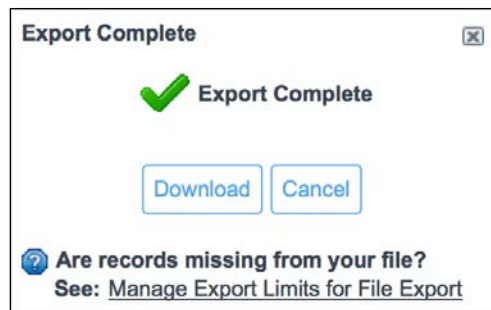 Export Complete
Export Complete
Download Cancel
Are records missing from your file?
See: Manage Export Limits for File Export